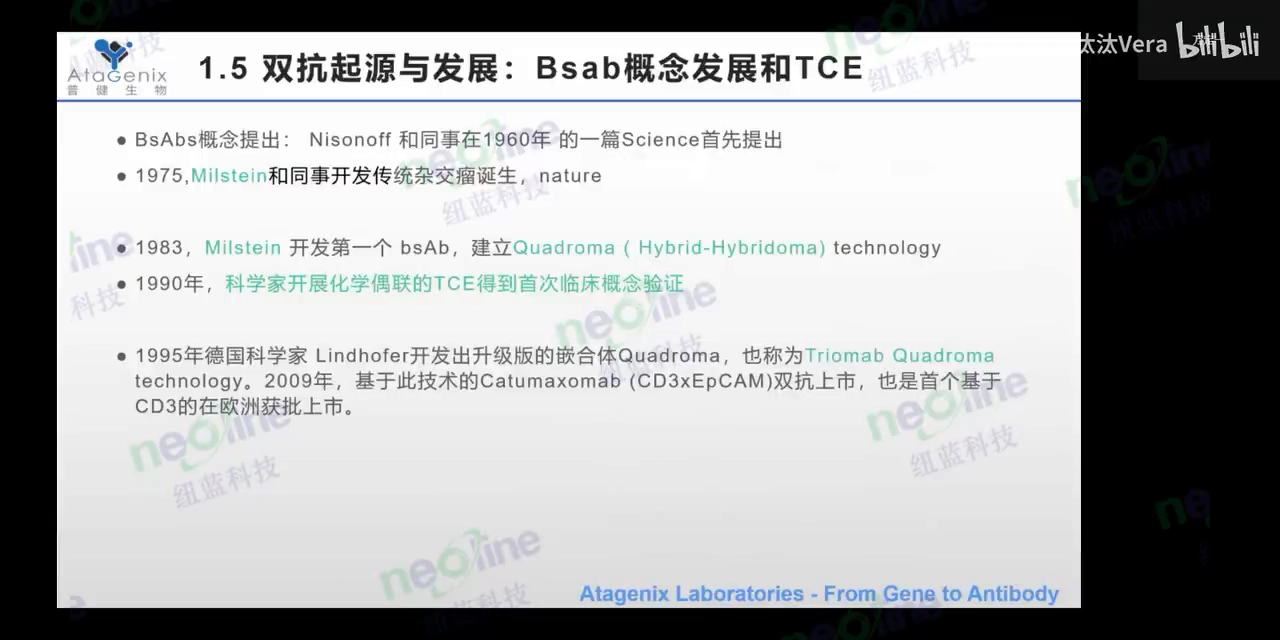 汰汰Vera bilibili
AtaGenix
普健生物
1.5 双抗起源与发展：Bsab概念发展和TCE
● BsAbs概念提出： Nisonoff 和同事在1960年 的一篇Science首先提出
● 1975,Milstein和同事开发传统杂交瘤诞生，nature
● 1983，Milstein 开发第一个 bsAb，建立Quadroma ( Hybrid-Hybridoma) technology
● 1990年，科学家开展化学偶联的TCE得到首次临床概念验证
● 1995年德国科学家 Lindhofer开发出升级版的嵌合体Quadroma，也称为Triomab Quadroma
technology。2009年，基于此技术的Catumaxomab (CD3xEpCAM)双抗上市，也是首个基于
CD3的在欧洲获批上市。
neoline
纽蓝科技
Atagenix Laboratories - From Gene to Antibody